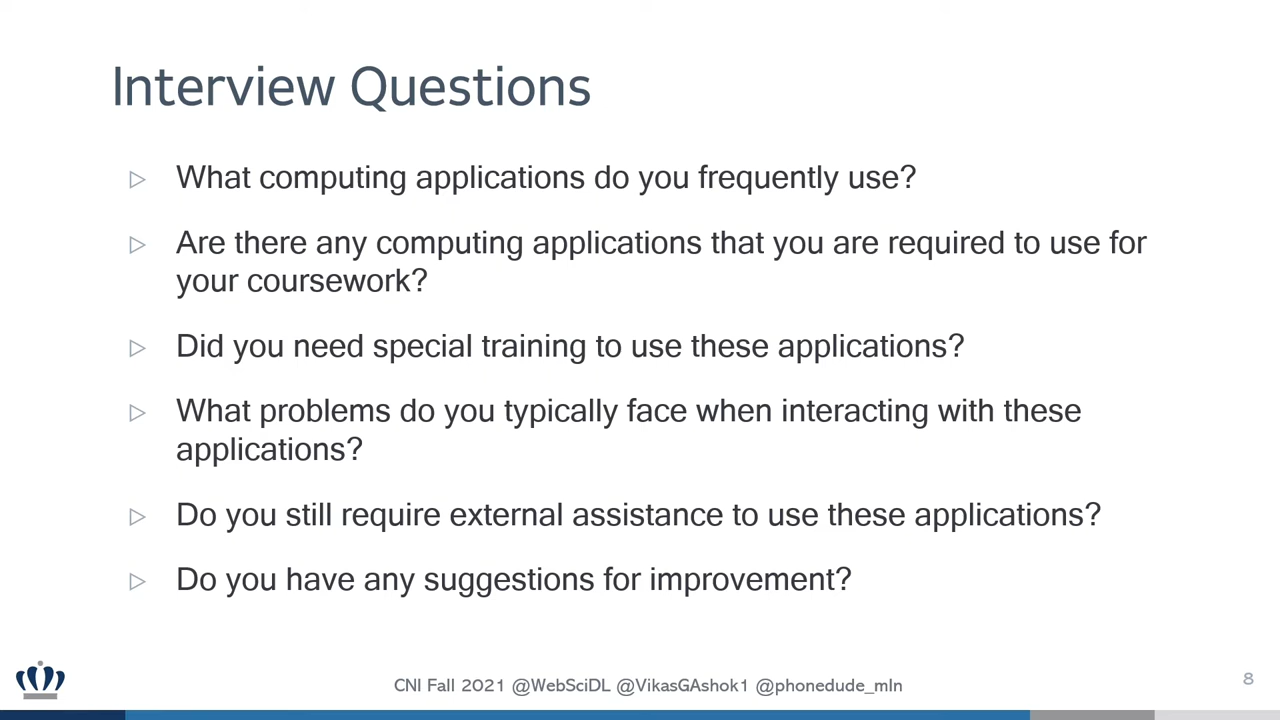 Interview Questions
What computing applications do you frequently use?
Are there any computing applications that you are required to use for
your coursework?
Did you need special training to use these applications?
What problems do you typically face when interacting with these
applications?
Do you still require external assistance to use these applications?
Do you have any suggestions for improvement?
CNI Fall 2021 @WebSciDL @VikasGAshok1 @phonedude_mln
8